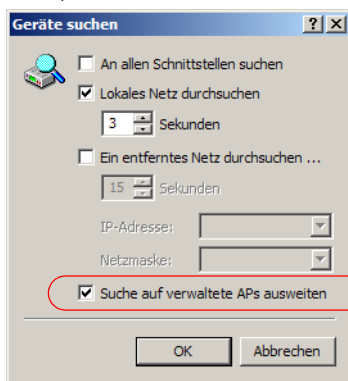 Geräte suchen
An allen Schnittstellen suchen
Lokales Netz durchsuchen
3 Sekunden
Ein entferntes Netz durchsuchen ...
15 Sekunden
IP-Adresse:
Netzmaske:
Suche auf verwaltete APs ausweiten
OK Abbrechen